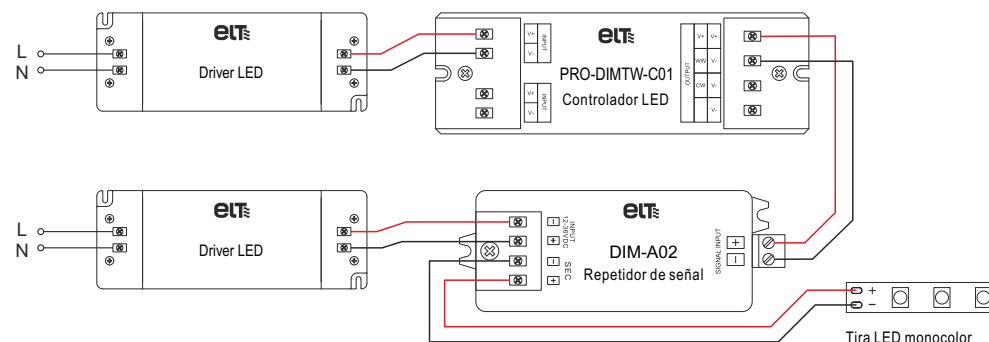 L
N
ELT
Driver LED
V+
V-
INPUT
V+
V-
INPUT
ELT
PRO-DIMTW-C01
Controlador LED
OUTPUT
V+
V+
WW
V-
CW
V-
V-
L
N
ELT
Driver LED
INPUT
12-36VDC
SEC
−
+
−
+
ELT
DIM-A02
Repetidor de señal
SIGNAL INPUT
+
−
+
−
Tira LED monocolor